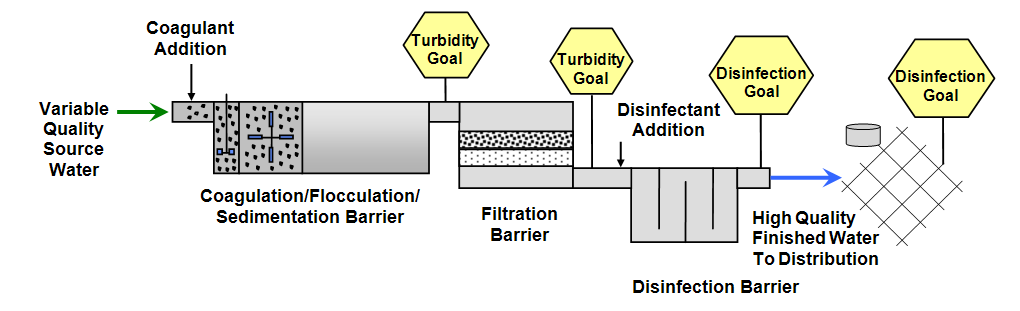 Coagulant
Addition
Turbidity
Goal
Turbidity
Goal
Disinfection
Goal
Disinfection
Goal
Variable
Quality
Source
Water
Disinfectant
Addition
Coagulation/Flocculation/
Sedimentation Barrier
Filtration
Barrier
High Quality
Finished Water
To Distribution
Disinfection Barrier